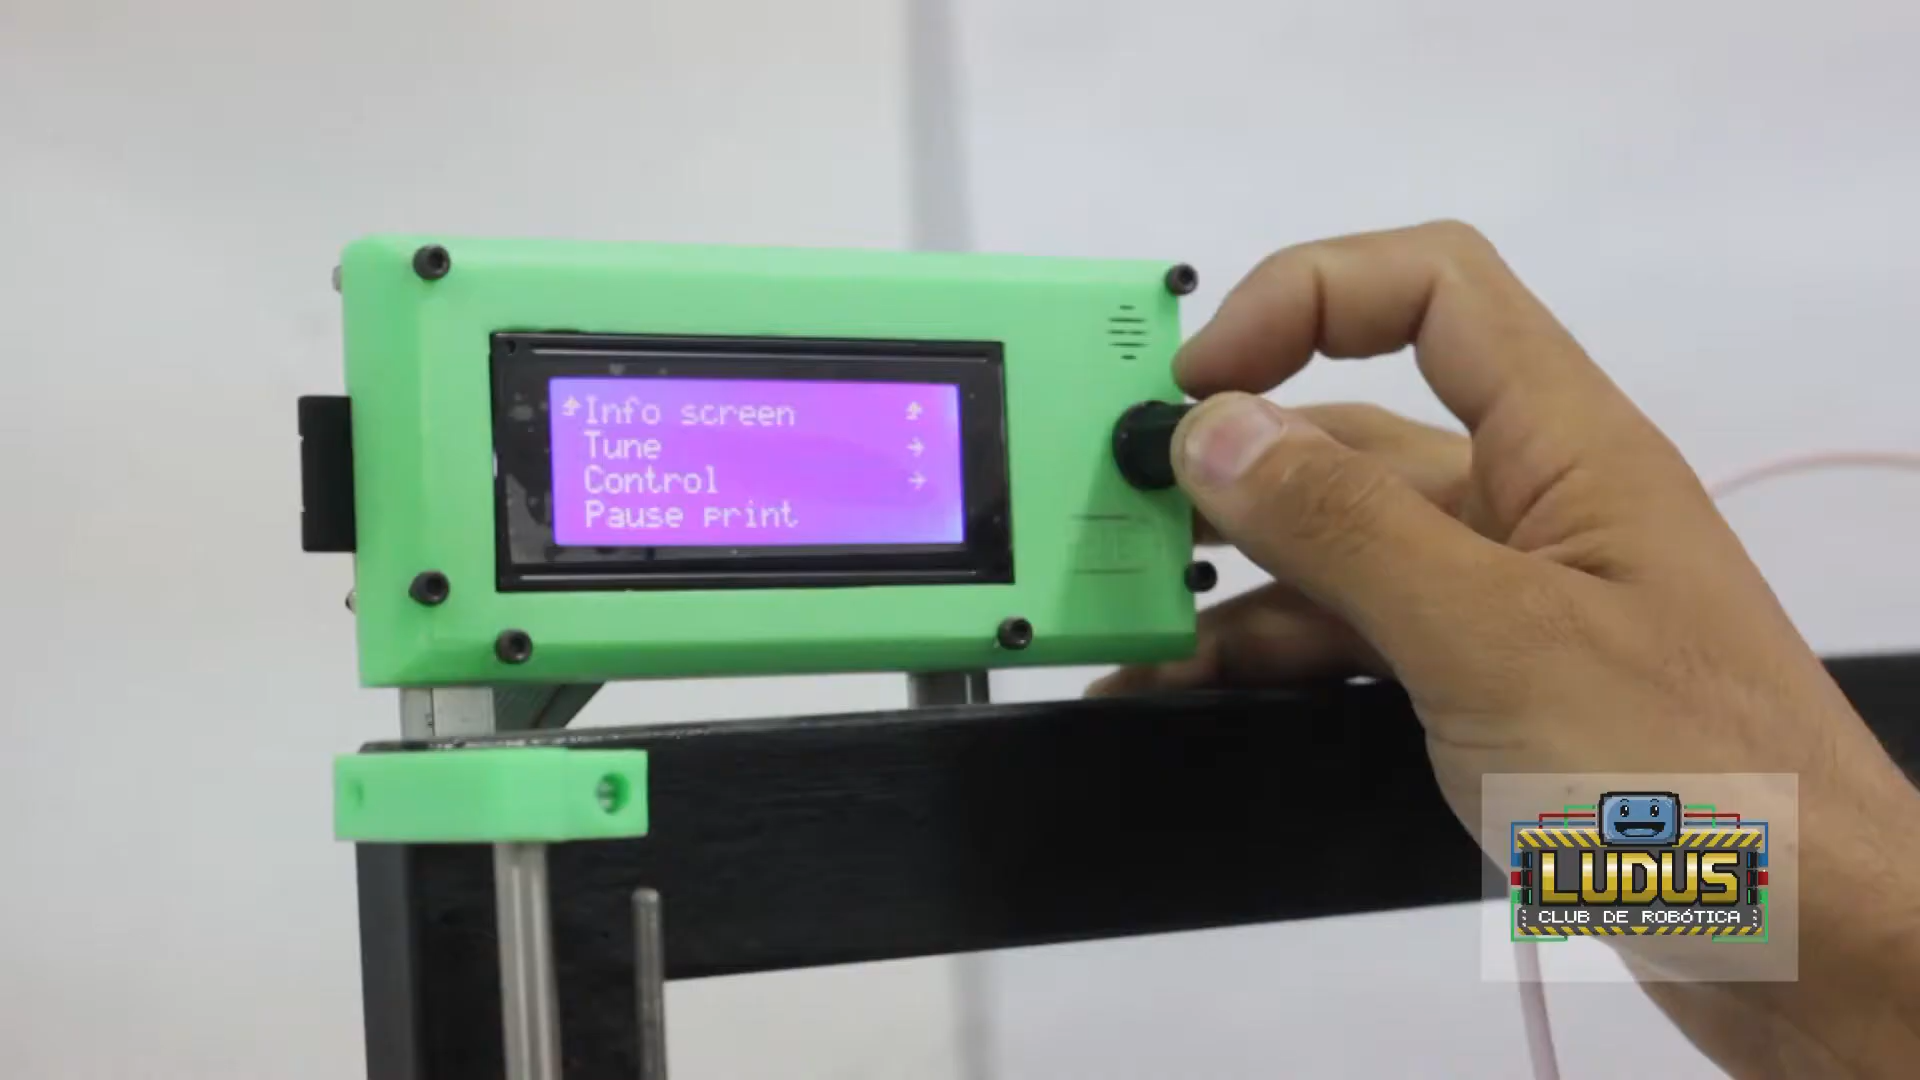 Info screen
Tune
Control
Pause print
LUDUS
CLUB DE ROBÓTICA